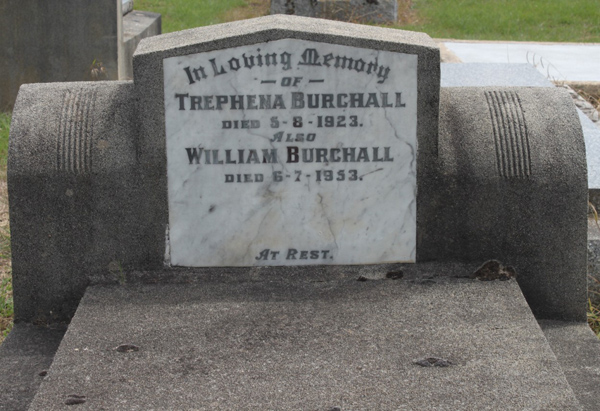 In Loving Memory
— OF —
TREPHENA BURCHALL
DIED 5-8-1923.
ALSO
WILLIAM BURCHALL
DIED 6-7-1953.
AT REST.